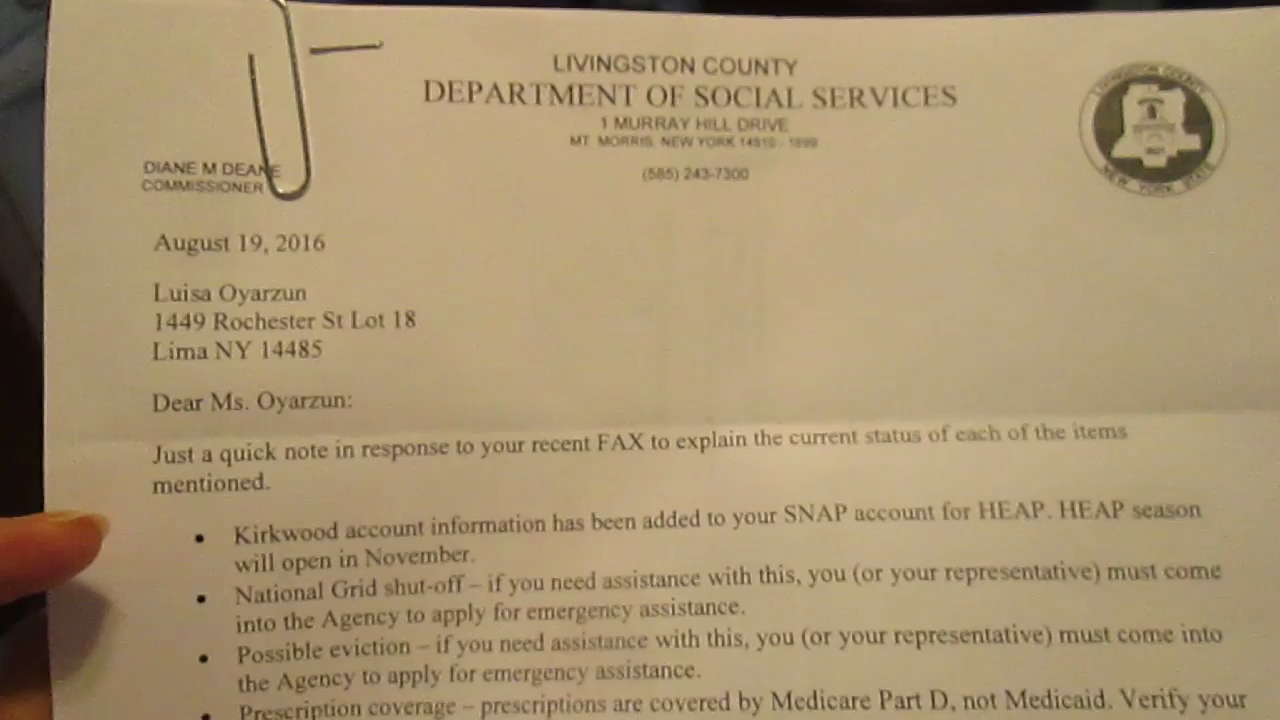 LIVINGSTON COUNTY
DEPARTMENT OF SOCIAL SERVICES
1 MURRAY HILL DRIVE
MT. MORRIS, NEW YORK
(585) 243-7300
LIVINGSTON COUNTY
NEW YORK STATE
DIANE M DEANE
COMMISSIONER
August 19, 2016
Luisa Oyarzun
1449 Rochester St Lot 18
Lima NY 14485
Dear Ms. Oyarzun:
Just a quick note in response to your recent FAX to explain the current status of each of the items
mentioned.
• Kirkwood account information has been added to your SNAP account for HEAP. HEAP season
will open in November.
• National Grid shut-off – if you need assistance with this, you (or your representative) must come
into the Agency to apply for emergency assistance.
• Possible eviction – if you need assistance with this, you (or your representative) must come into
the Agency to apply for emergency assistance.
• Prescription coverage – prescriptions are covered by Medicare Part D, not Medicaid. Verify your